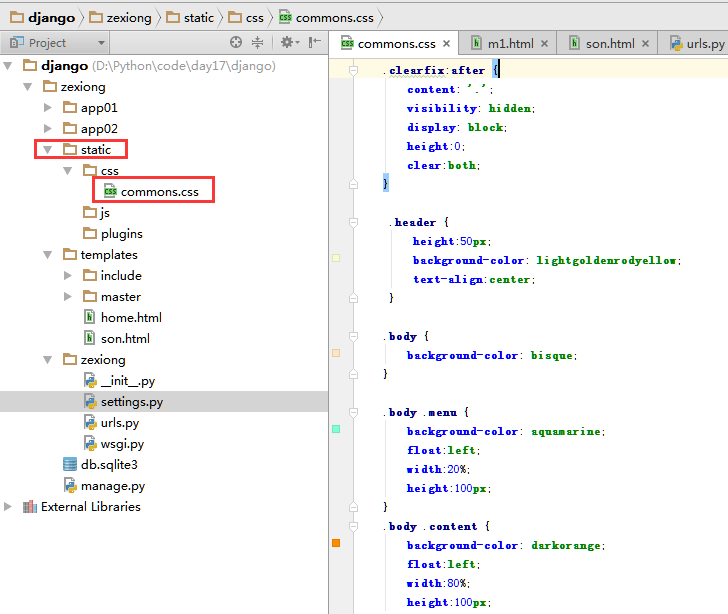 django zexiong static css commons.css
Project
commons.css m1.html son.html urls.py
django (D:\Python\code\day17\django)
zexiong
app01
app02
static
css
commons.css
js
plugins
templates
include
master
home.html
son.html
zexiong
__init__.py
settings.py
urls.py
wsgi.py
db.sqlite3
manage.py
External Libraries
.clearfix:after {
content: '.';
visibility: hidden;
display: block;
height:0;
clear:both;
}
.header {
height:50px;
background-color: lightgoldenrodyellow;
text-align:center;
}
.body {
background-color: bisque;
}
.body .menu {
background-color: aquamarine;
float:left;
width:20%;
height:100px;
}
.body .content {
background-color: darkorange;
float:left;
width:80%;
height:100px;